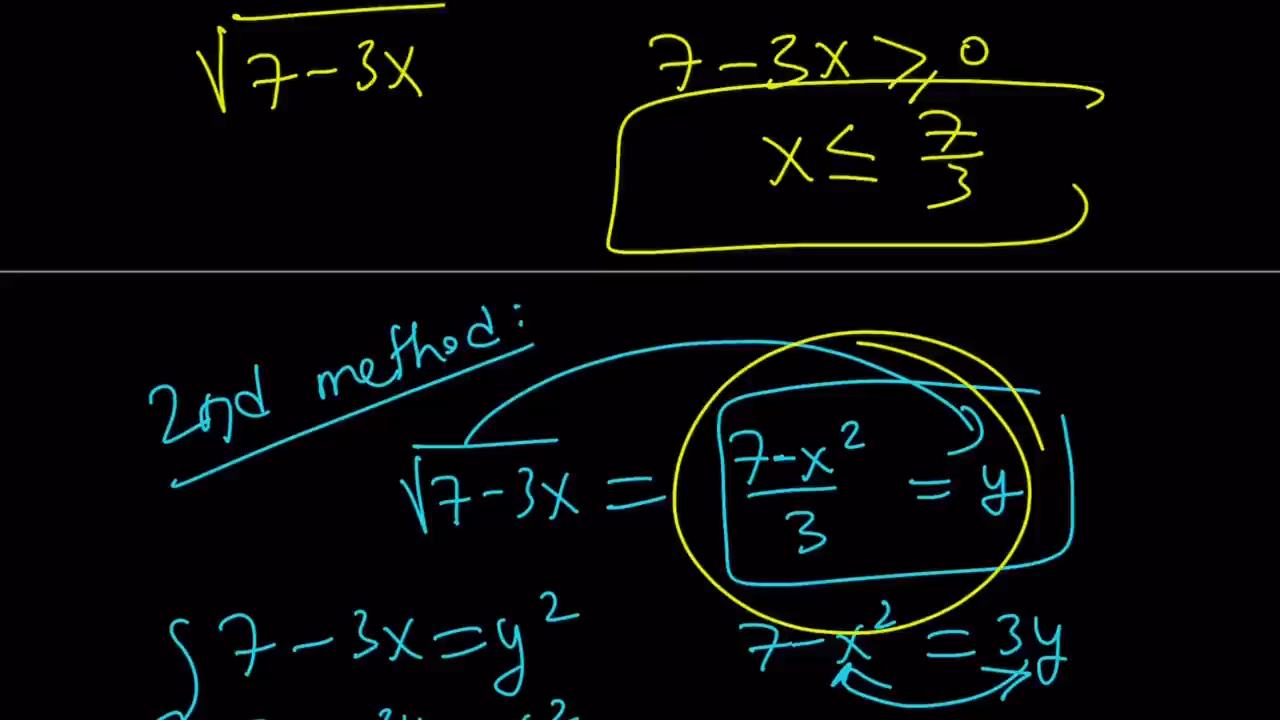 √7-3x
7-3x ≥ 0
x ≤ 7/3
2nd method:
√7-3x = 7-x²/3 = y
7-3x=y²
7-x² = 3y